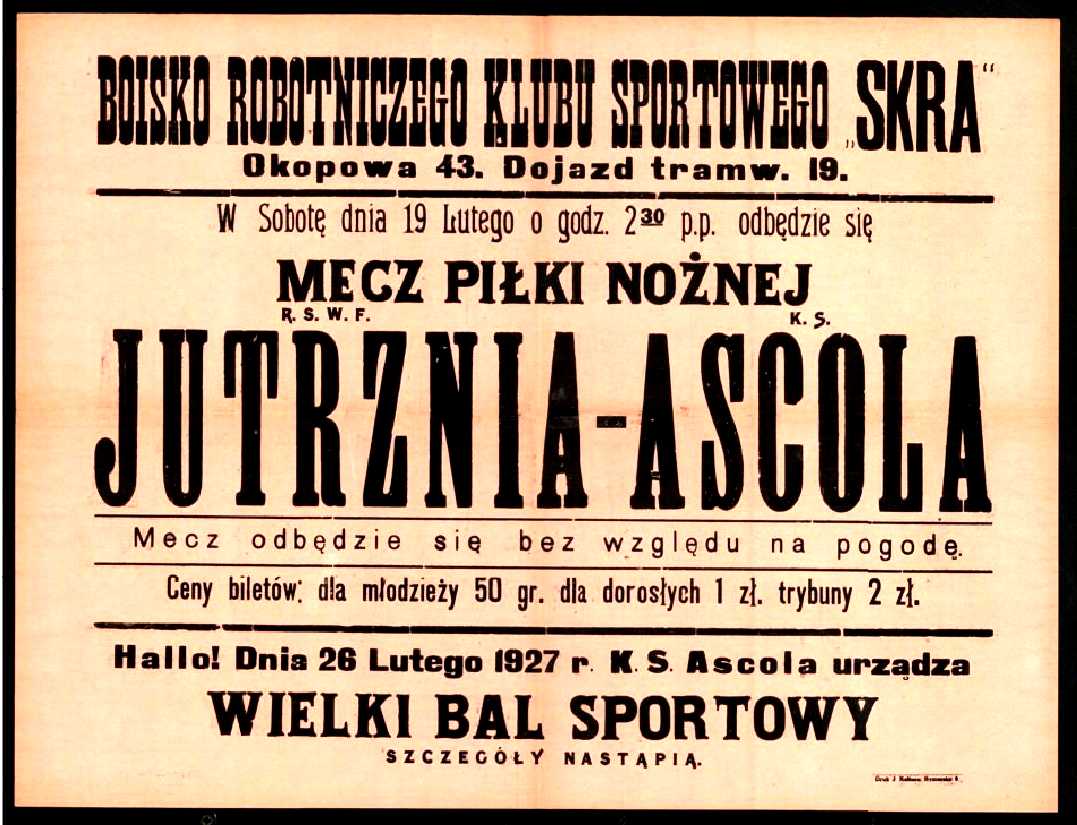 BOISKO ROBOTNICZEGO KLUBU SPORTOWEGO „SKRA“
Okopowa 43. Dojazd tramw. 19.
W Sobotę dnia 19 Lutego o godz. 2³⁰ p.p. odbędzie się
MECZ PIŁKI NOŻNEJ
R. S. W. F. K. S.
JUTRZNIA-ASCOLA
Mecz odbędzie się bez względu na pogodę.
Ceny biletów: dla młodzieży 50 gr. dla dorosłych 1 zł. trybuny 2 zł.
Hallo! Dnia 26 Lutego 1927 r. K. S. Ascola urządza
WIELKI BAL SPORTOWY
SZCZEGÓŁY NASTĄPIĄ.
Druk J